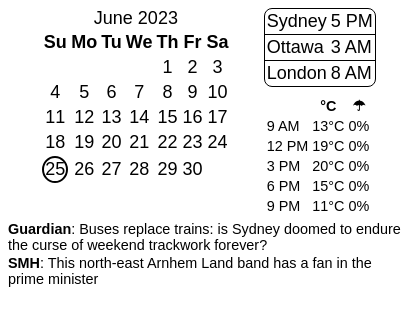 June 2023
Su Mo Tu We Th Fr Sa
1 2 3
4 5 6 7 8 9 10
11 12 13 14 15 16 17
18 19 20 21 22 23 24
25 26 27 28 29 30
Sydney 5 PM
Ottawa 3 AM
London 8 AM
°C ☂
9 AM 13°C 0%
12 PM 19°C 0%
3 PM 20°C 0%
6 PM 15°C 0%
9 PM 11°C 0%
Guardian: Buses replace trains: is Sydney doomed to endure
the curse of weekend trackwork forever?
SMH: This north-east Arnhem Land band has a fan in the
prime minister